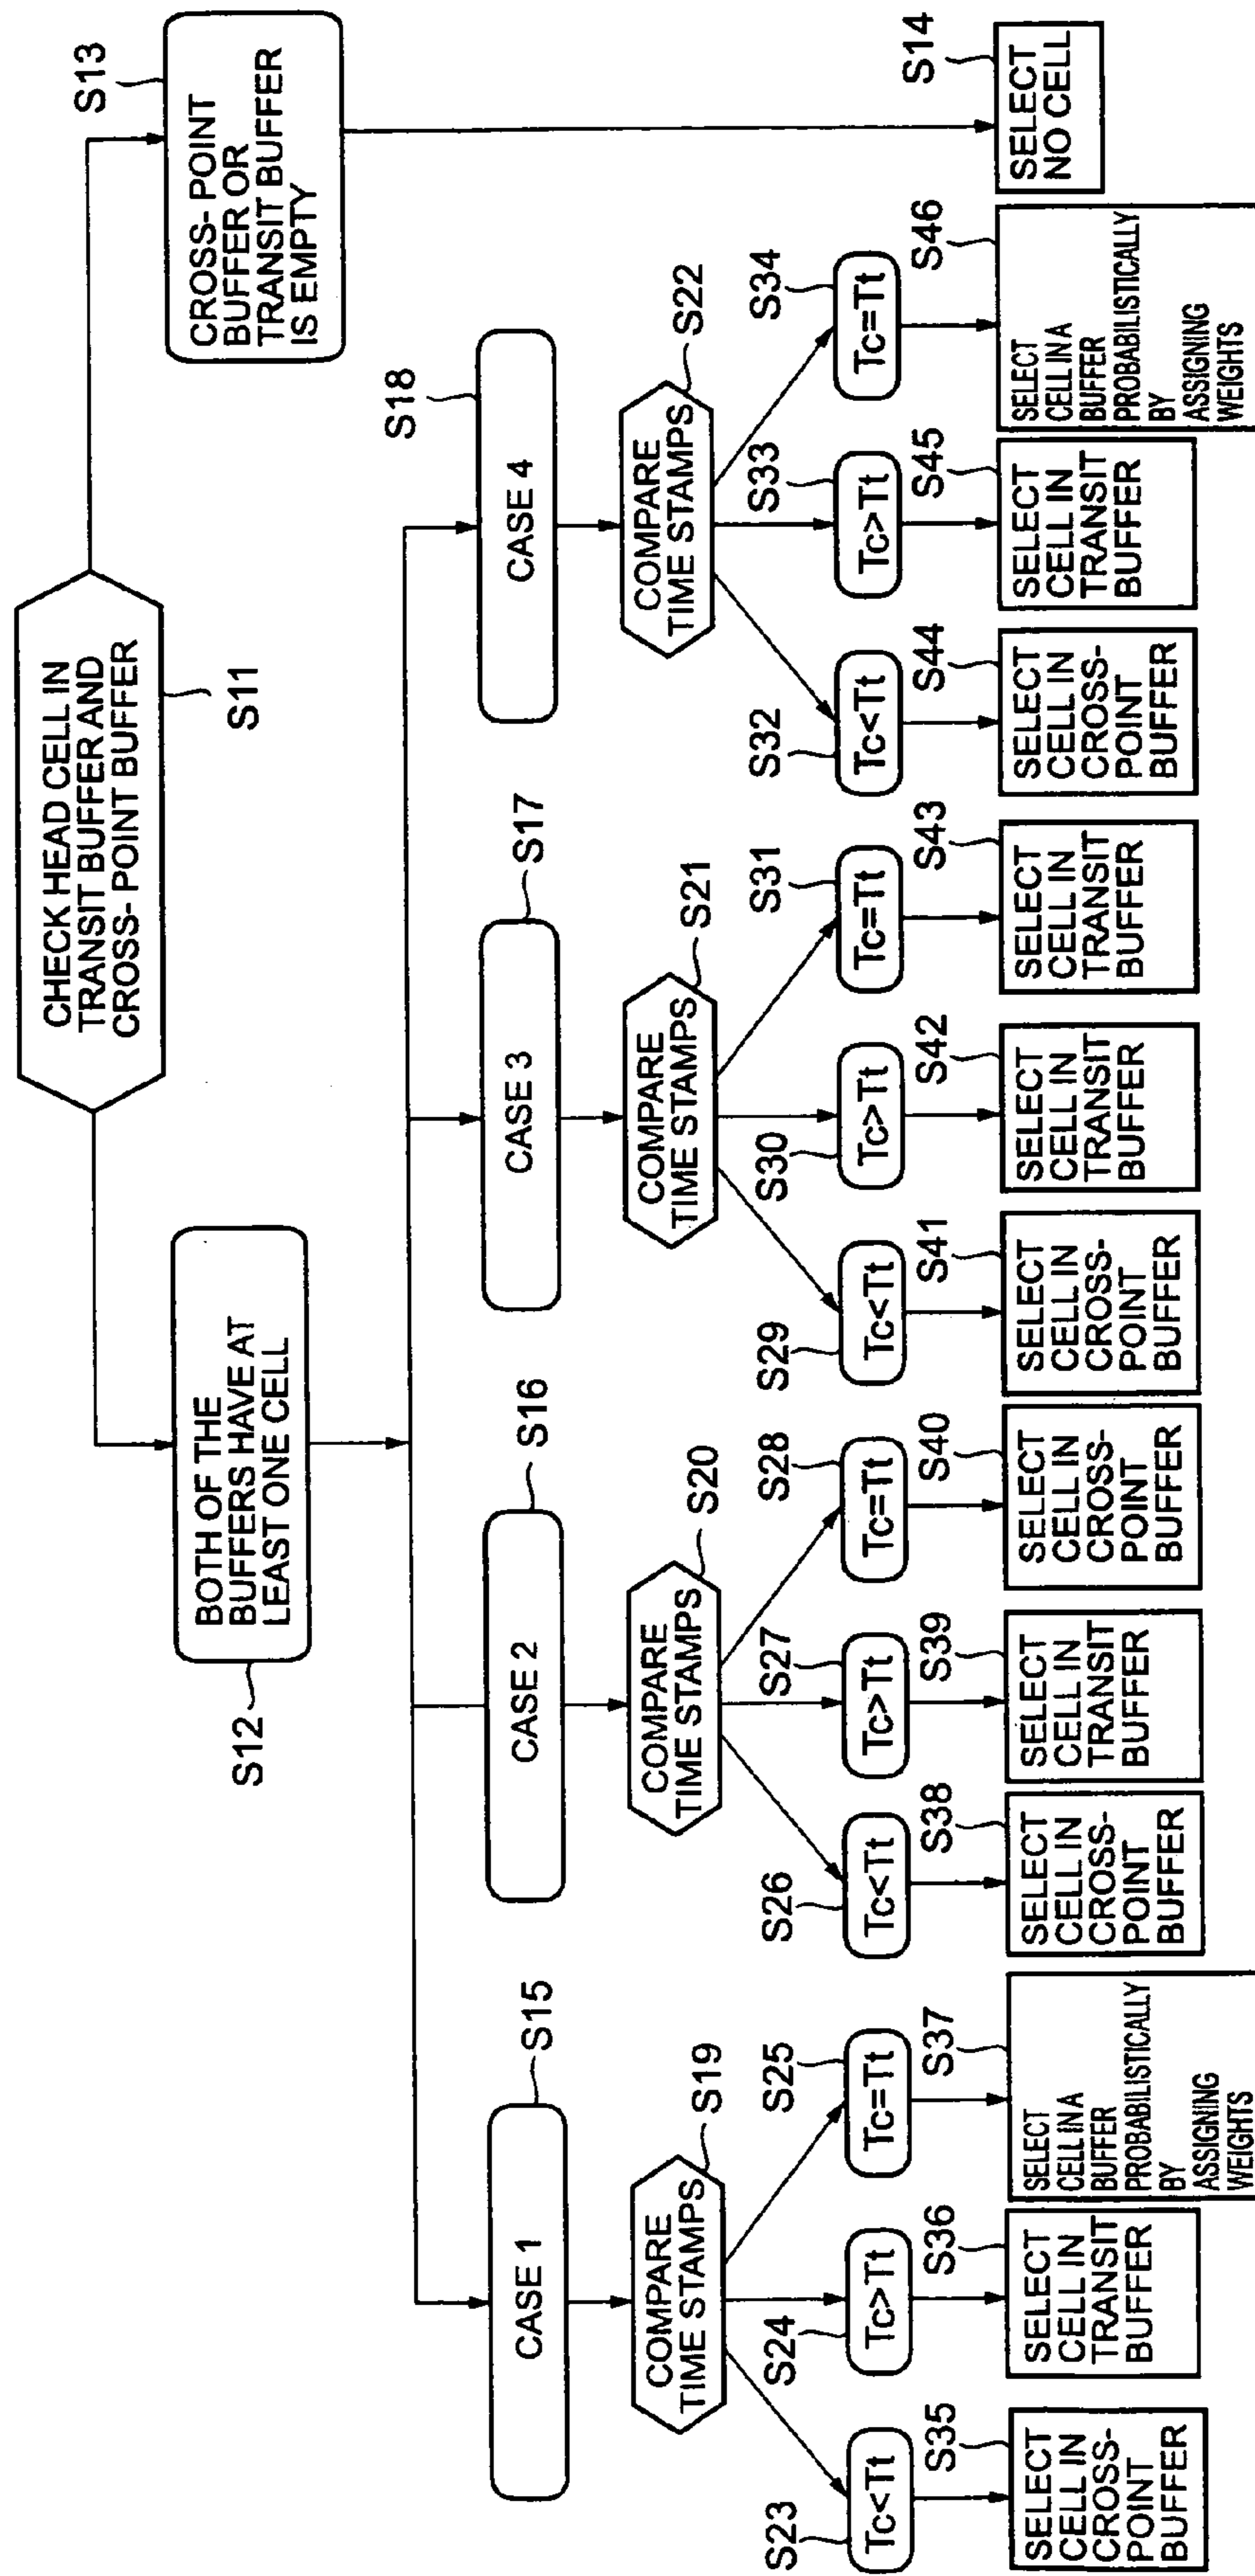 CHECK HEAD CELL IN
TRANSIT BUFFER AND
CROSS- POINT BUFFER
S11
S12
BOTH OF THE
BUFFERS HAVE AT
LEAST ONE CELL
S13
CROSS- POINT
BUFFER OR
TRANSIT BUFFER
IS EMPTY
S14
SELECT
NO CELL
CASE 1
S15
CASE 2
S16
CASE 3
S17
CASE 4
S18
COMPARE
TIME STAMPS
S19
COMPARE
TIME STAMPS
S20
COMPARE
TIME STAMPS
S21
COMPARE
TIME STAMPS
S22
S23
Tc<Tt
S24
Tc>Tt
S25
Tc=Tt
S26
Tc<Tt
S27
Tc>Tt
S28
Tc=Tt
S29
Tc<Tt
S30
Tc>Tt
S31
Tc=Tt
S32
Tc<Tt
S33
Tc>Tt
S34
Tc=Tt
S35
SELECT
CELL IN
CROSS-
POINT
BUFFER
S36
SELECT
CELL IN
TRANSIT
BUFFER
S37
SELECT
CELL IN A
BUFFER
PROBABILISTICALLY
BY
ASSIGNING
WEIGHTS
S38
SELECT
CELL IN
CROSS-
POINT
BUFFER
S39
SELECT
CELL IN
TRANSIT
BUFFER
S40
SELECT
CELL IN
CROSS-
POINT
BUFFER
S41
SELECT
CELL IN
CROSS-
POINT
BUFFER
S42
SELECT
CELL IN
TRANSIT
BUFFER
S43
SELECT
CELL IN
TRANSIT
BUFFER
S44
SELECT
CELL IN
CROSS-
POINT
BUFFER
S45
SELECT
CELL IN
TRANSIT
BUFFER
S46
SELECT
CELL IN A
BUFFER
PROBABILISTICALLY
BY
ASSIGNING
WEIGHTS